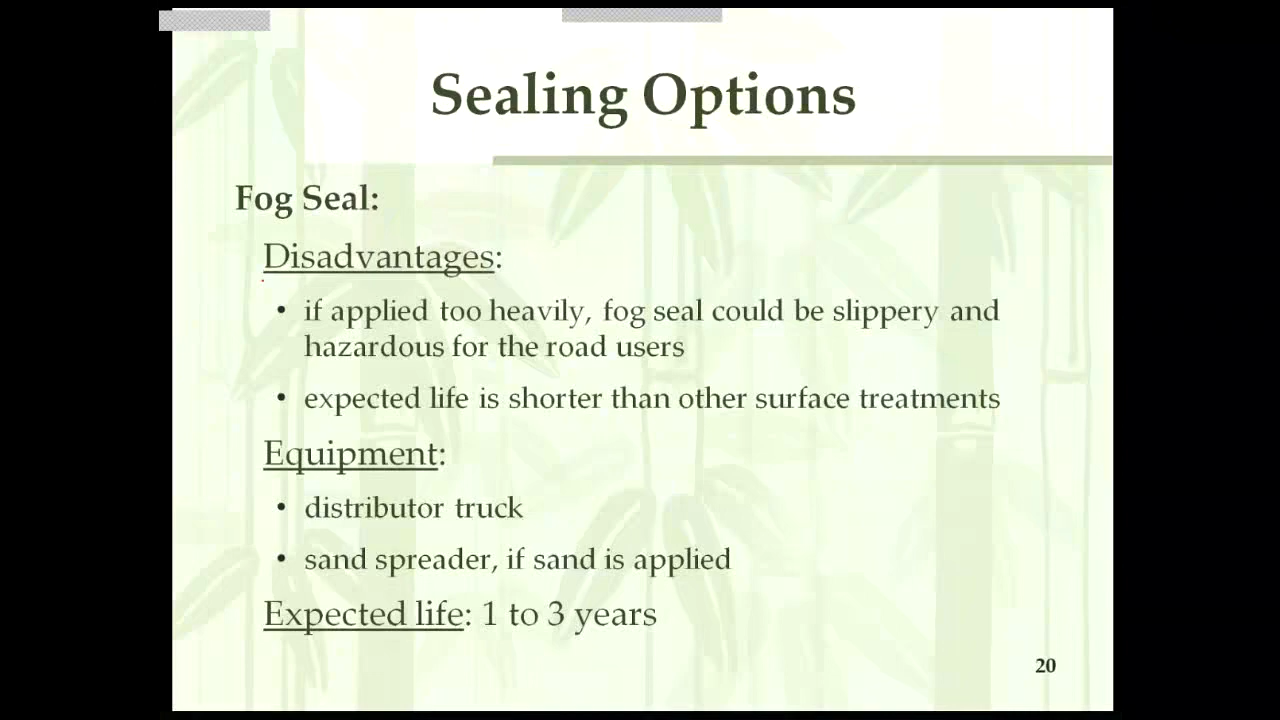 Sealing Options
Fog Seal:
Disadvantages:
• if applied too heavily, fog seal could be slippery and
hazardous for the road users
• expected life is shorter than other surface treatments
Equipment:
• distributor truck
• sand spreader, if sand is applied
Expected life: 1 to 3 years
20